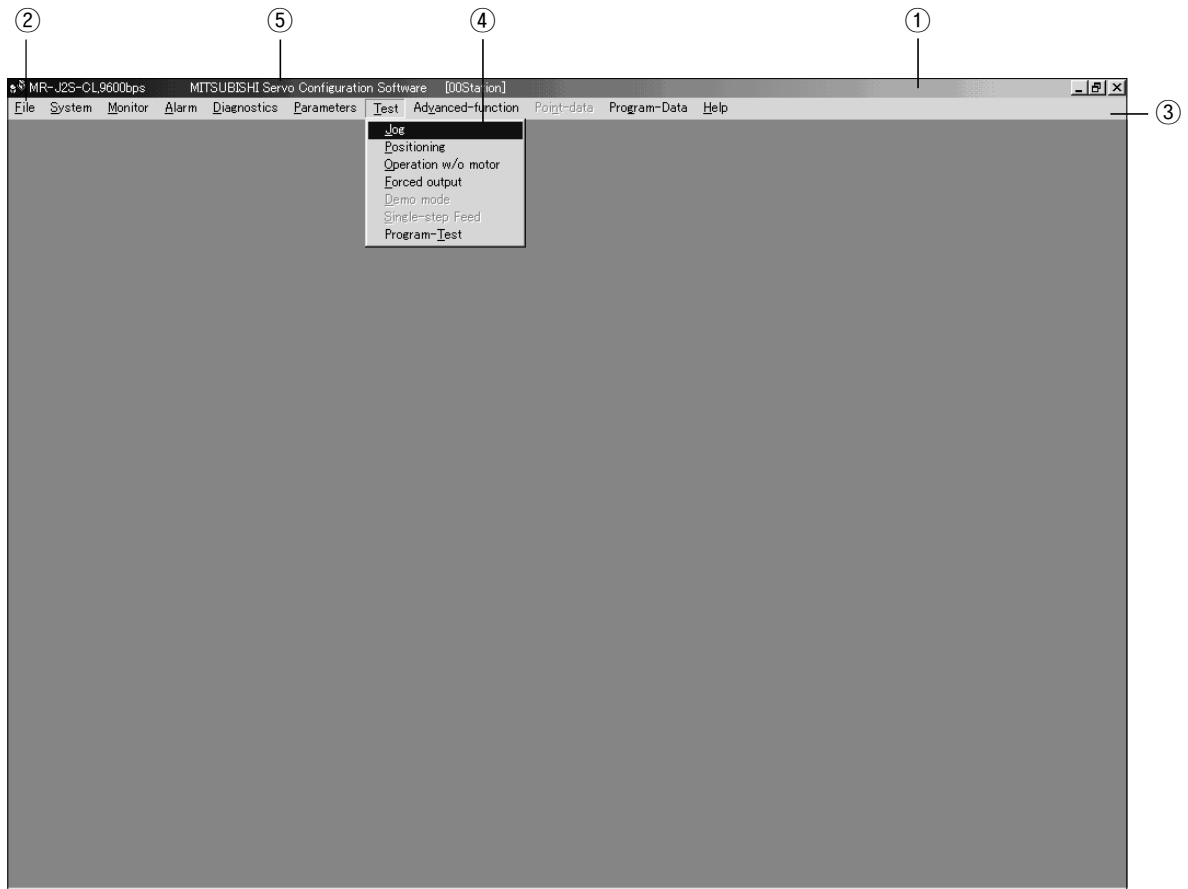 ② ⑤ ④ ①
MR-J2S-CL,9600bps MITSUBISHI Servo Configuration Software [00Station]
File System Monitor Alarm Diagnostics Parameters Test Advanced-function Point-data Program-Data Help
③
Jog
Positioning
Operation w/o motor
Forced output
Demo mode
Single-step Feed
Program-Test